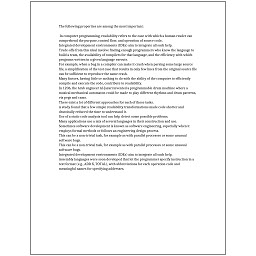 The following properties are among the most important:
In computer programming, readability refers to the ease with which a human reader can
comprehend the purpose, control flow, and operation of source code.
Integrated development environments (IDEs) aim to integrate all such help.
Trade-offs from this ideal involve finding enough programmers who know the language to
build a team, the availability of compilers for that language, and the efficiency with which
programs written in a given language execute.
For example, when a bug in a compiler can make it crash when parsing some large source
file, a simplification of the test case that results in only few lines from the original source file
can be sufficient to reproduce the same crash.
Many factors, having little or nothing to do with the ability of the computer to efficiently
compile and execute the code, contribute to readability.
In 1206, the Arab engineer Al-Jazari invented a programmable drum machine where a
musical mechanical automaton could be made to play different rhythms and drum patterns,
via pegs and cams.
There exist a lot of different approaches for each of those tasks.
A study found that a few simple readability transformations made code shorter and
drastically reduced the time to understand it.
Use of a static code analysis tool can help detect some possible problems.
Many applications use a mix of several languages in their construction and use.
Sometimes software development is known as software engineering, especially when it
employs formal methods or follows an engineering design process.
This can be a non-trivial task, for example as with parallel processes or some unusual
software bugs.
This can be a non-trivial task, for example as with parallel processes or some unusual
software bugs.
Integrated development environments (IDEs) aim to integrate all such help.
Assembly languages were soon developed that let the programmer specify instruction in a
text format (e.g., ADD X, TOTAL), with abbreviations for each operation code and
meaningful names for specifying addresses.